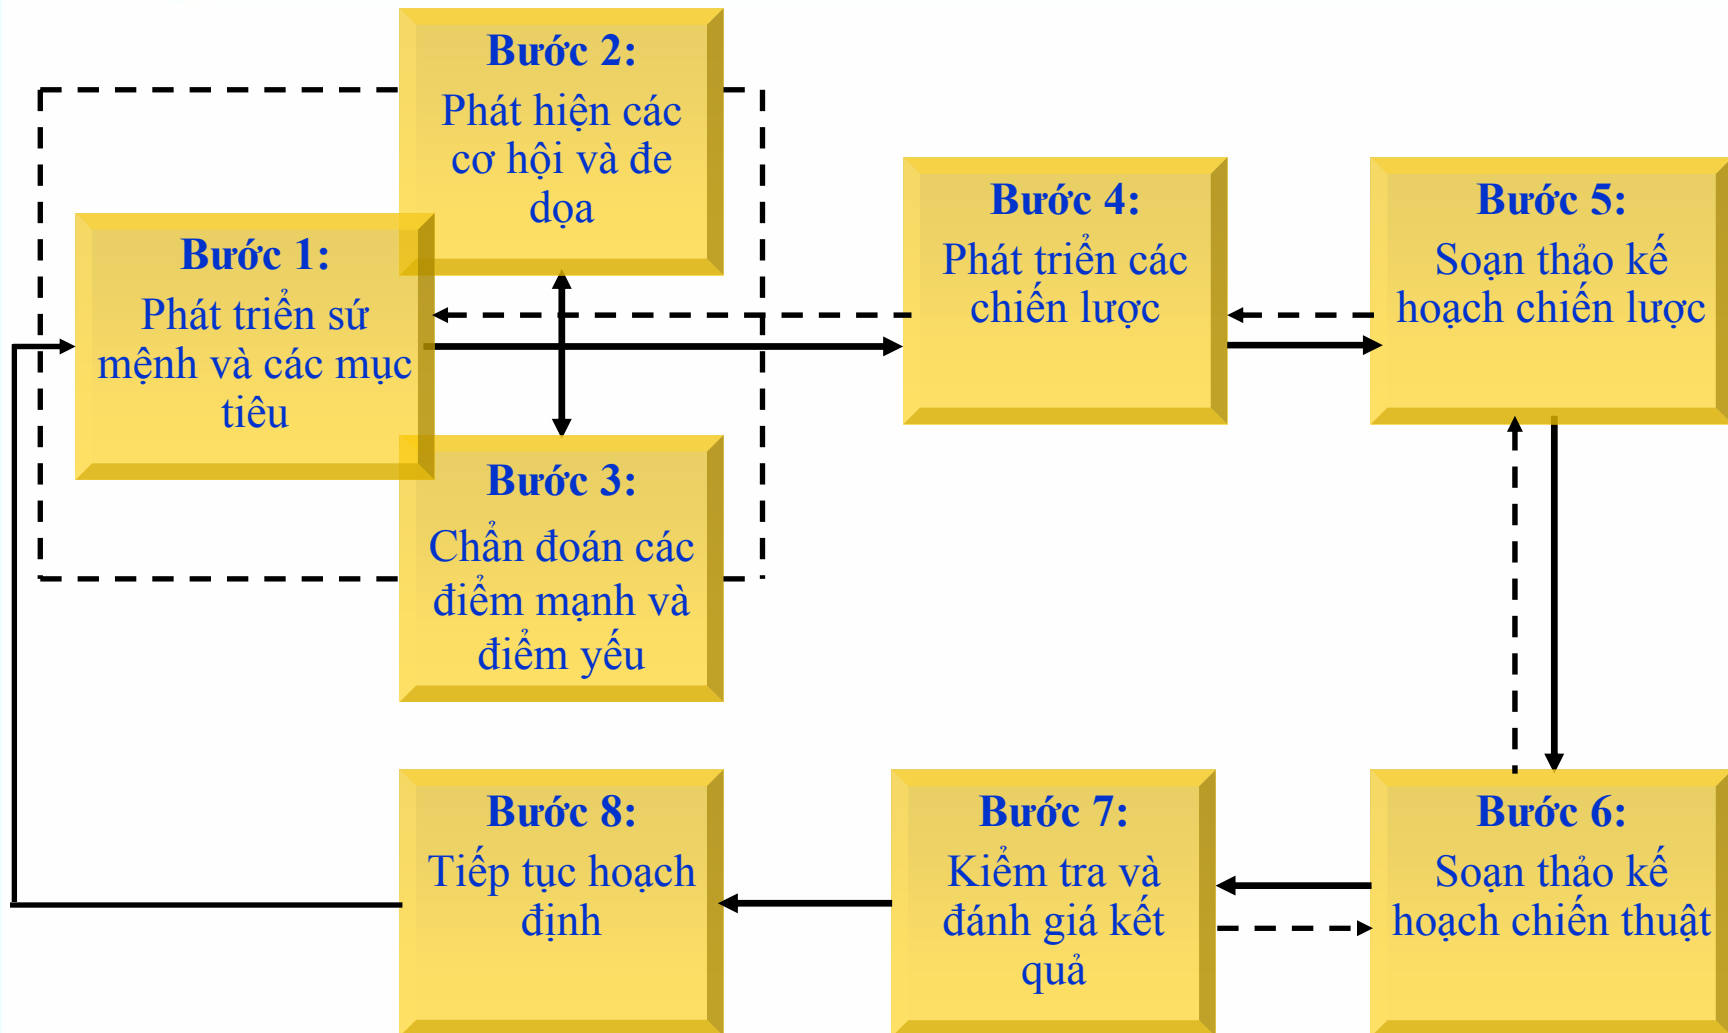 Bước 1:
Phát triển sứ
mệnh và các mục
tiêu
Bước 2:
Phát hiện các
cơ hội và đe
dọa
Bước 3:
Chẩn đoán các
điểm mạnh và
điểm yếu
Bước 4:
Phát triển các
chiến lược
Bước 5:
Soạn thảo kế
hoạch chiến lược
Bước 6:
Soạn thảo kế
hoạch chiến thuật
Bước 7:
Kiểm tra và
đánh giá kết
quả
Bước 8:
Tiếp tục hoạch
định